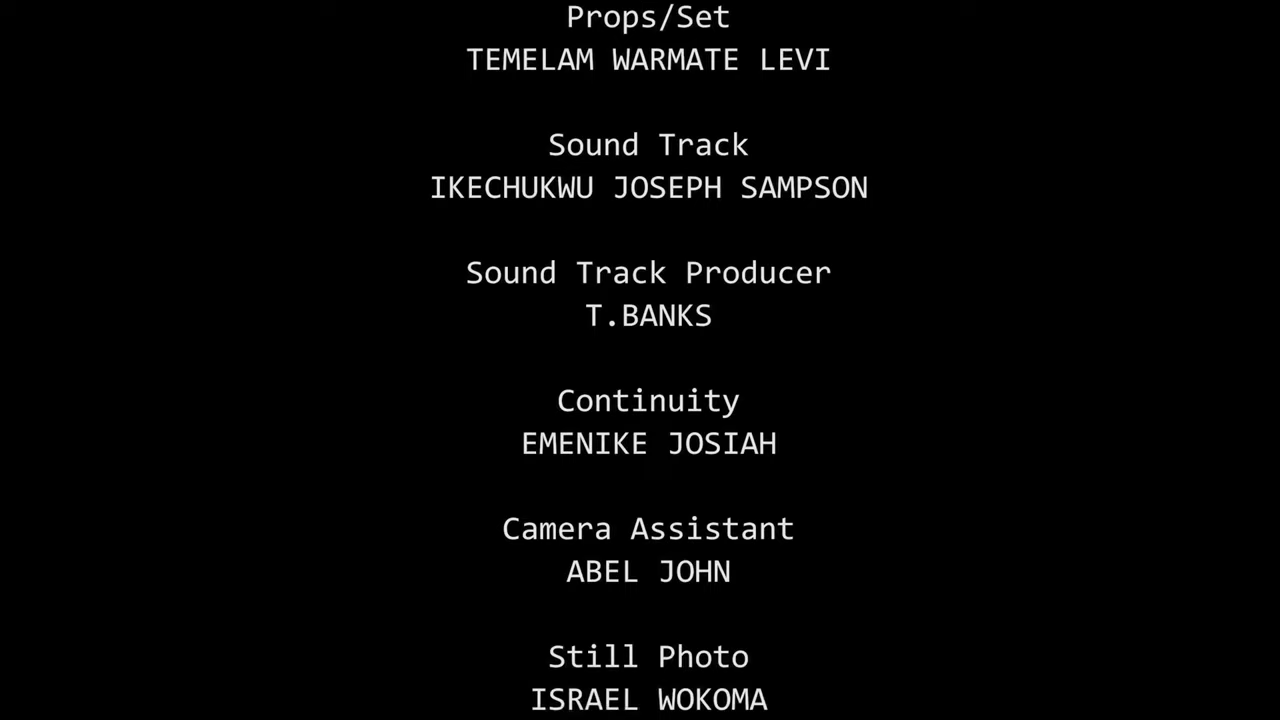 Props/Set
TEMELAM WARMATE LEVI
Sound Track
IKECHUKWU JOSEPH SAMPSON
Sound Track Producer
T.BANKS
Continuity
EMENIKE JOSIAH
Camera Assistant
ABEL JOHN
Still Photo
ISRAEL WOKOMA